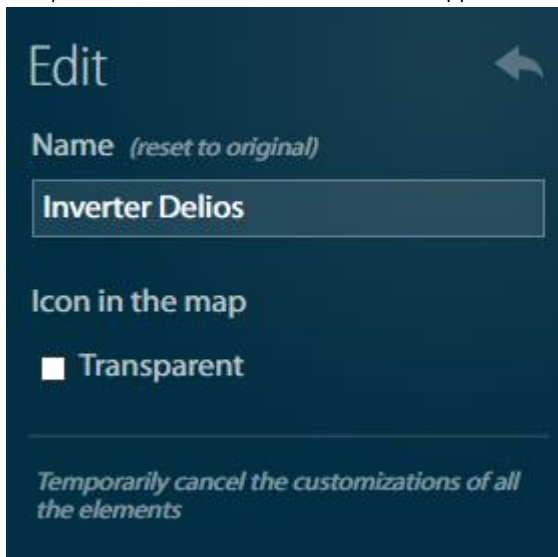 Edit
Name (reset to original)
Inverter Delios
Icon in the map
Transparent
Temporarily cancel the customizations of all
the elements